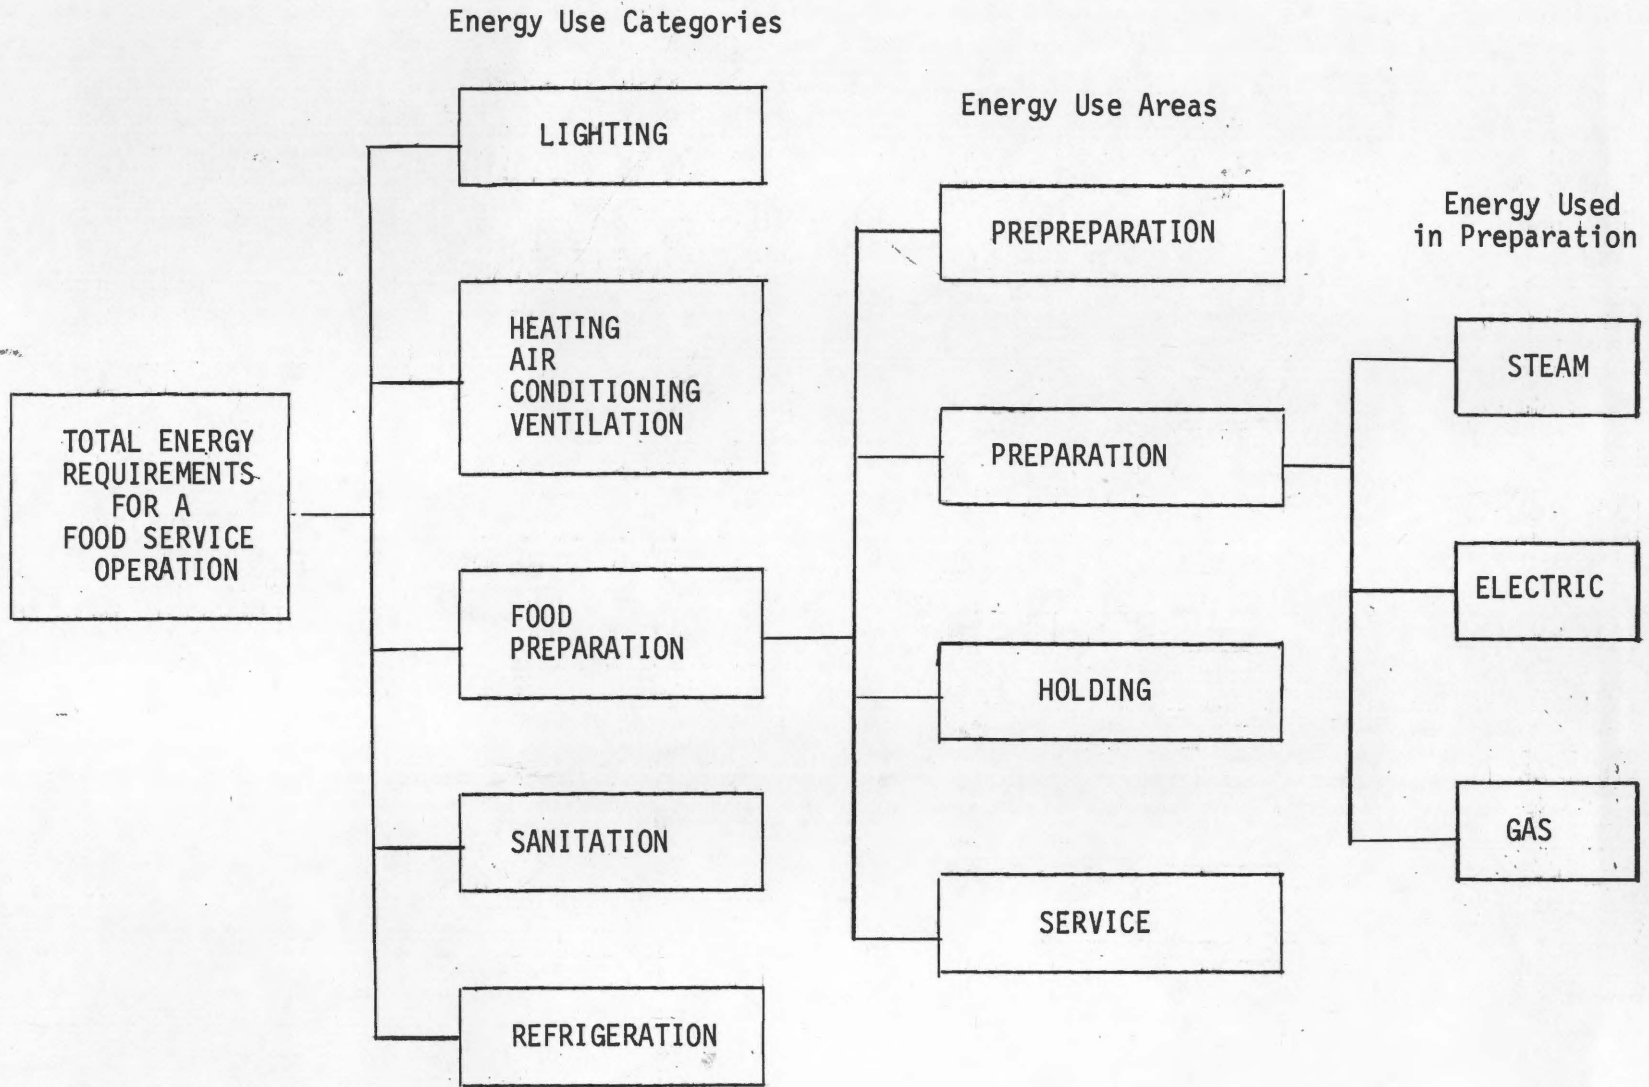 Energy Use Categories
LIGHTING
HEATING
AIR
CONDITIONING
VENTILATION
TOTAL ENERGY
REQUIREMENTS
FOR A
FOOD SERVICE
OPERATION
FOOD
PREPARATION
SANITATION
REFRIGERATION
Energy Use Areas
PREPREPARATION
PREPARATION
HOLDING
SERVICE
Energy Used
in Preparation
STEAM
ELECTRIC
GAS